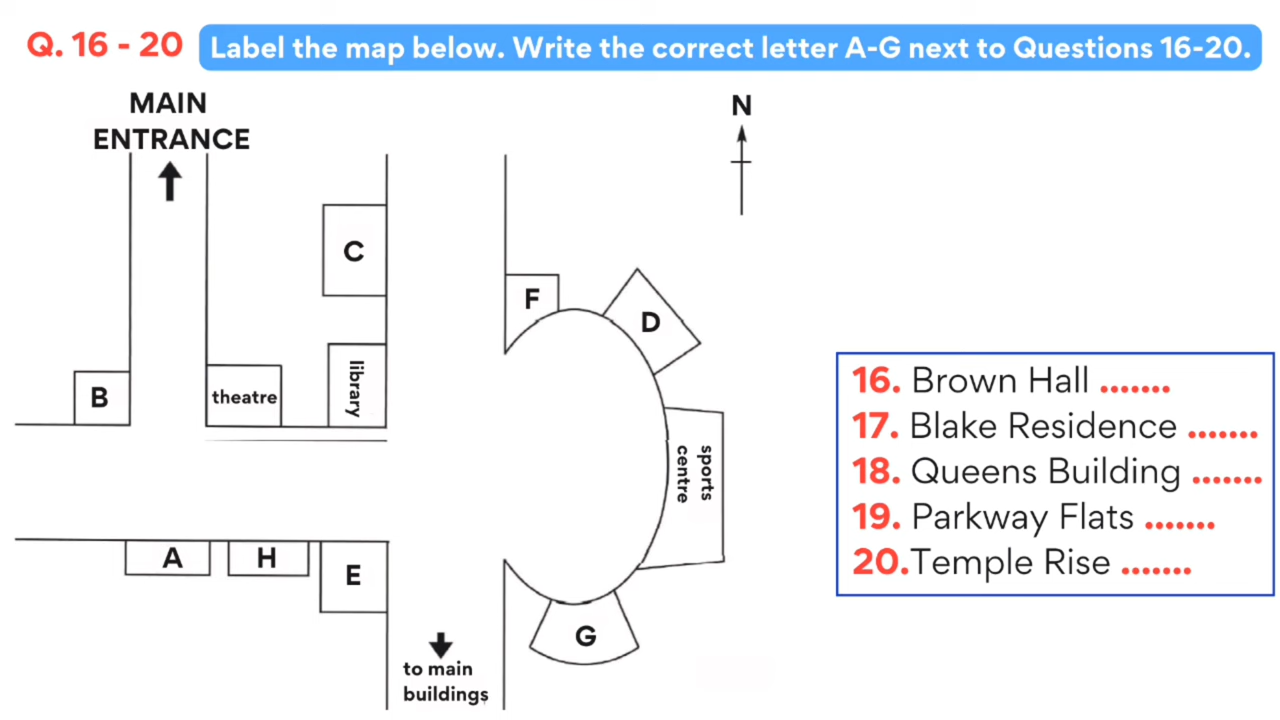 Q. 16 - 20 Label the map below. Write the correct letter A-G next to Questions 16-20.
MAIN
ENTRANCE
N
C
F
D
B
theatre
library
sports
centre
A
H
E
G
to main
buildings
16. Brown Hall .......
17. Blake Residence .......
18. Queens Building .......
19. Parkway Flats .......
20.Temple Rise .......